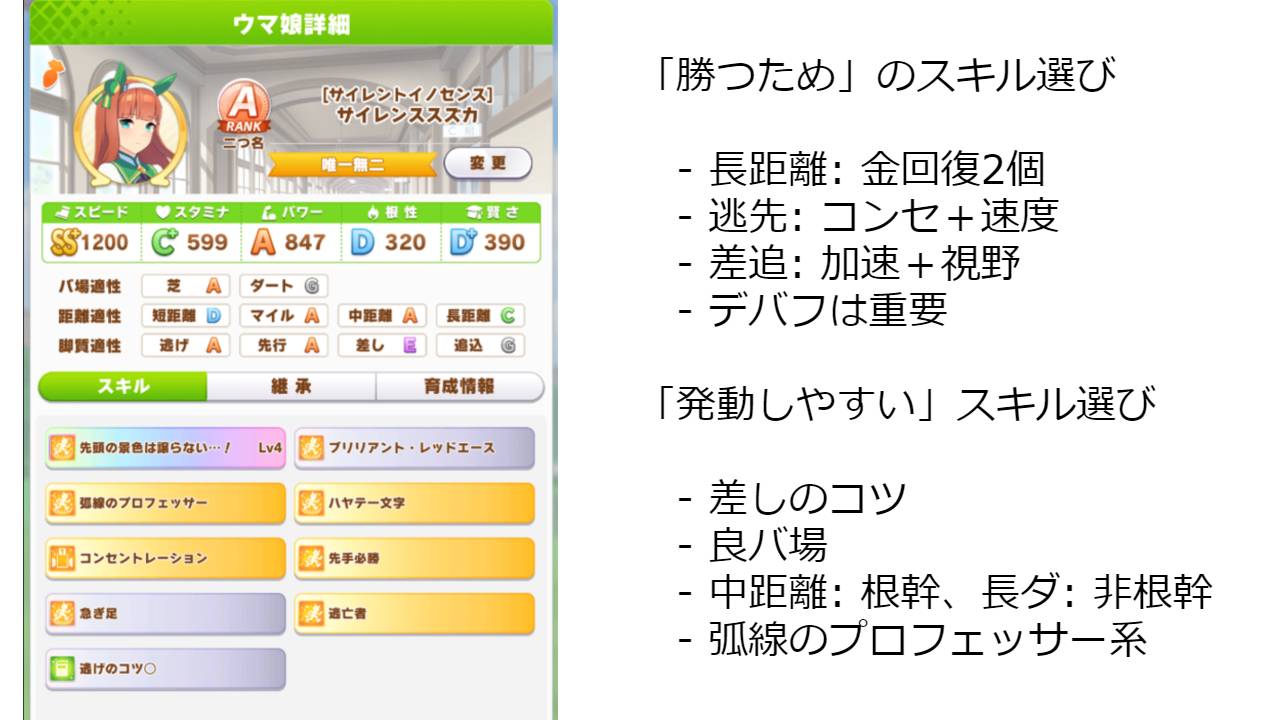 ウマ娘詳細
A
RANK
二つ名
[サイレントイノセンス]
サイレンススズカ
唯一無二
変更
スピード スタミナ パワー 根性 賢さ
SS+ 1200 C+ 599 A 847 D 320 D+ 390
バ場適性 芝 A ダート G
距離適性 短距離 D マイル A 中距離 A 長距離 C
脚質適性 逃げ A 先行 A 差し E 追込 G
スキル 継承 育成情報
先頭の景色は譲らない…! Lv4 ブリリアント・レッドエース
弧線のプロフェッサー ハヤテ一文字
コンセントレーション 先手必勝
急ぎ足 逃亡者
逃げのコツ○
「勝つため」のスキル選び
- 長距離: 金回復2個
- 逃先: コンセ＋速度
- 差追: 加速＋視野
- デバフは重要
「発動しやすい」スキル選び
- 差しのコツ
- 良バ場
- 中距離: 根幹、長ダ: 非根幹
- 弧線のプロフェッサー系